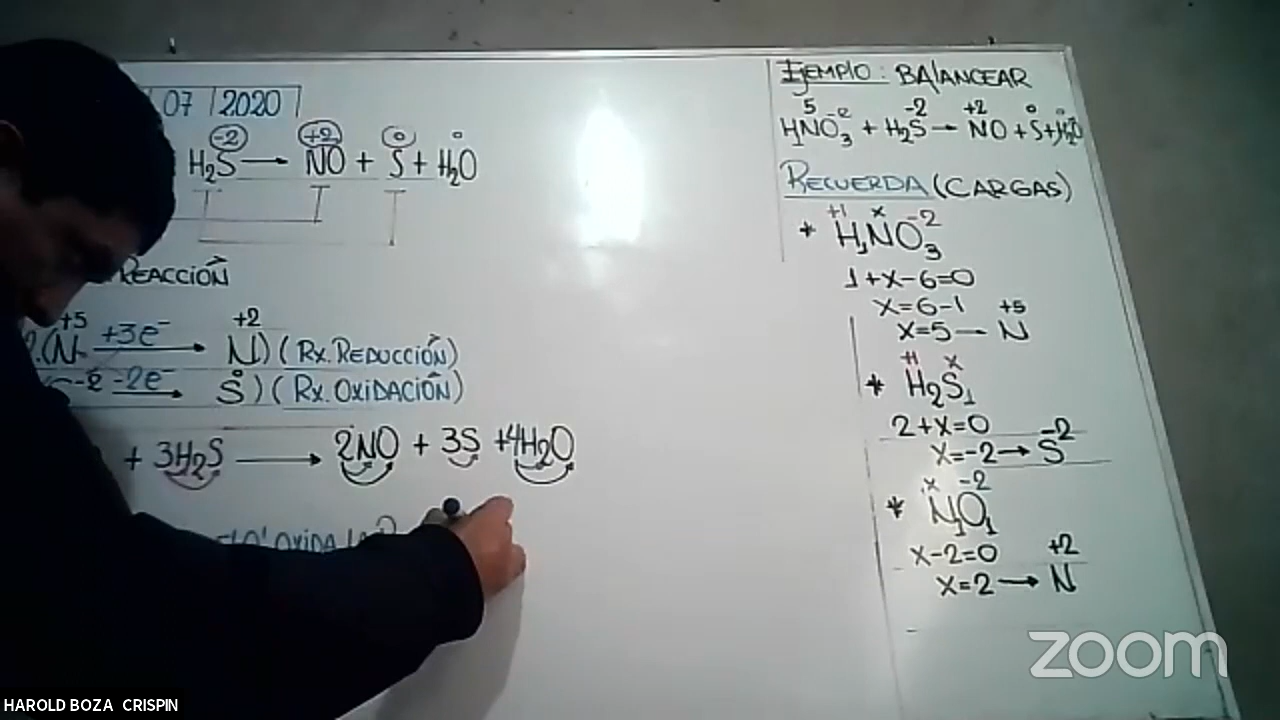 07 | 2020
-2 +2 0 0
H₂S → NO + S + H₂O
REACCIÓN
+5 +2
(N +3e⁻ → N) (Rx. REDUCCIÓN)
-2 -2e⁻ → S⁰) (Rx. OXIDACIÓN)
+ 3H₂S → 2NO + 3S + 4H₂O
EJEMPLO: BALANCEAR
5 -2 -2 +2 0
HNO₃ + H₂S → NO + S + H₂O
RECUERDA (CARGAS)
+1 x -2
* H₁NO₃
1+x-6=0
x=6-1 +5
x=5 — N
+1 x
* H₂S₁
2+x=0 -2
x=-2 → S
x -2
* N₁O₁
x-2=0 +2
x=2 → N
zoom
HAROLD BOZA CRISPIN